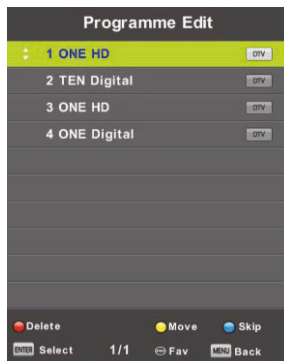 Programme Edit
1 ONE HD DTV
2 TEN Digital DTV
3 ONE HD DTV
4 ONE Digital DTV
Delete Move Skip
ENTER Select 1/1 Fav MENU Back